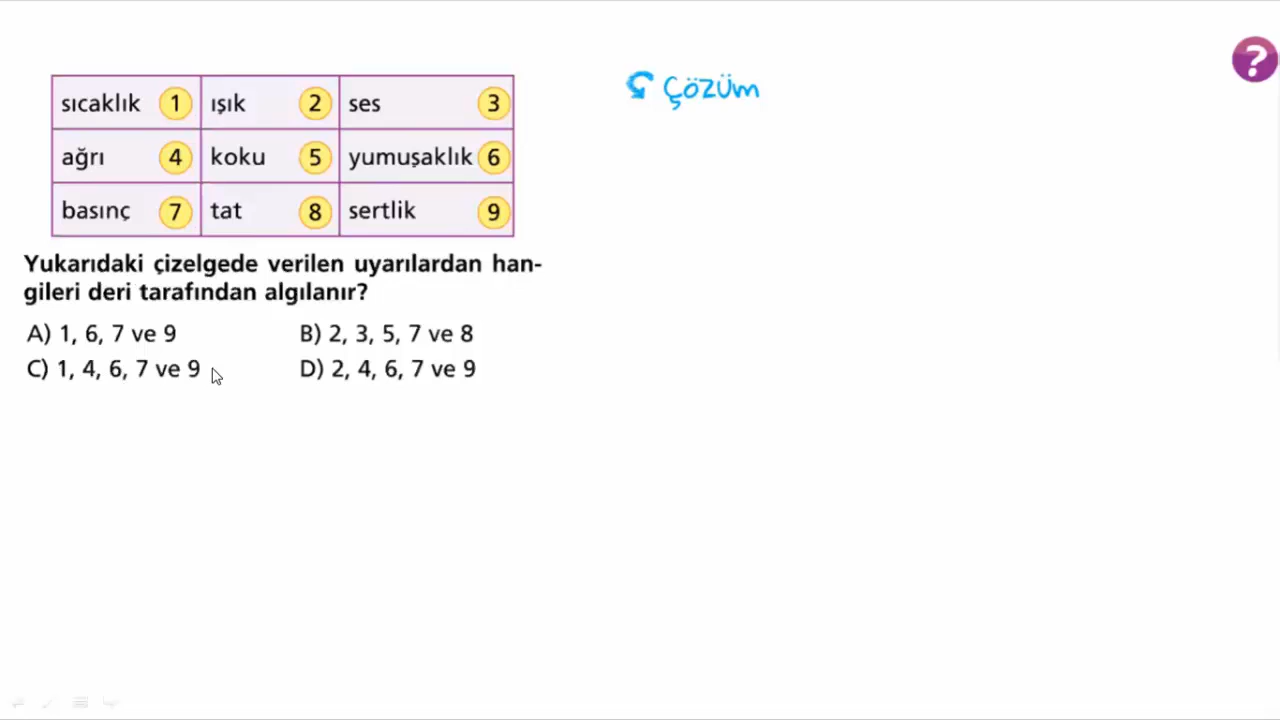 sıcaklık 1 ışık 2 ses 3
ağrı 4 koku 5 yumuşaklık 6
basınç 7 tat 8 sertlik 9
Yukarıdaki çizelgede verilen uyarılardan han-
gileri deri tarafından algılanır?
A) 1, 6, 7 ve 9 B) 2, 3, 5, 7 ve 8
C) 1, 4, 6, 7 ve 9 D) 2, 4, 6, 7 ve 9
Çözüm
?